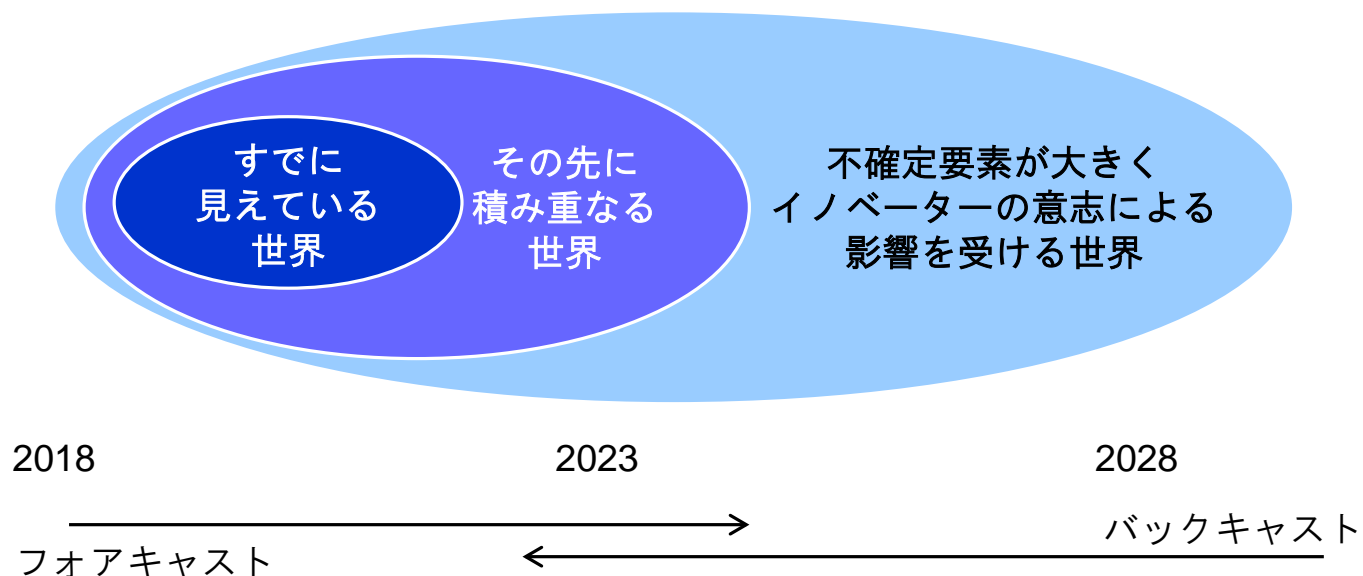 すでに
見えている
世界
その先に
積み重なる
世界
不確定要素が大きく
イノベーターの意志による
影響を受ける世界
2018
2023
2028
バックキャスト
フォアキャスト